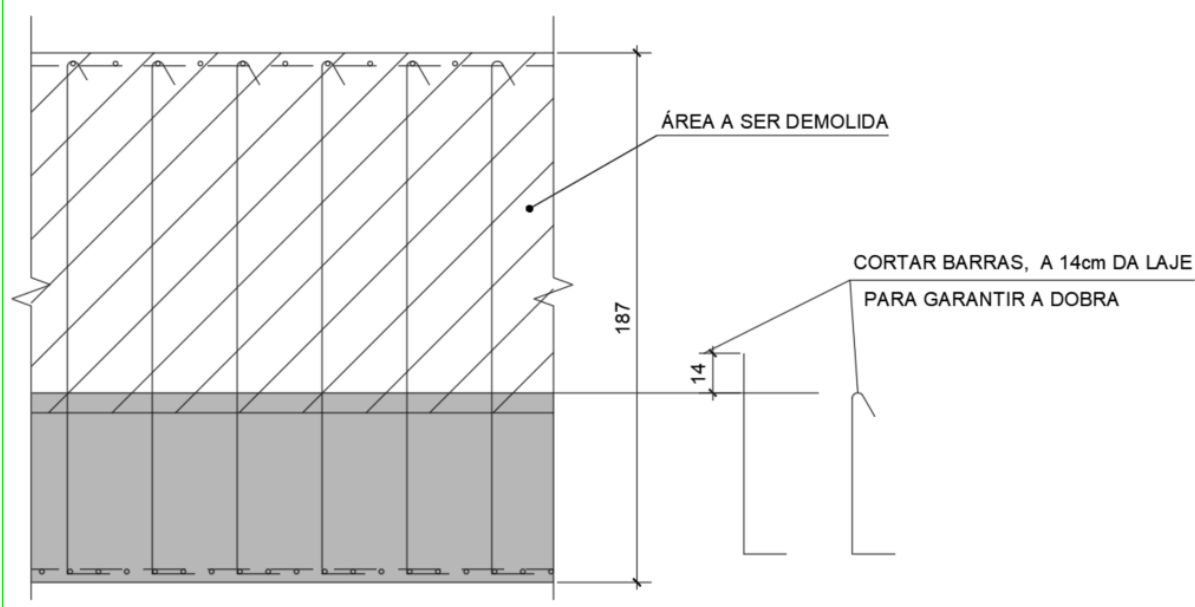 ÁREA A SER DEMOLIDA
CORTAR BARRAS, A 14cm DA LAJE
PARA GARANTIR A DOBRA
187
14